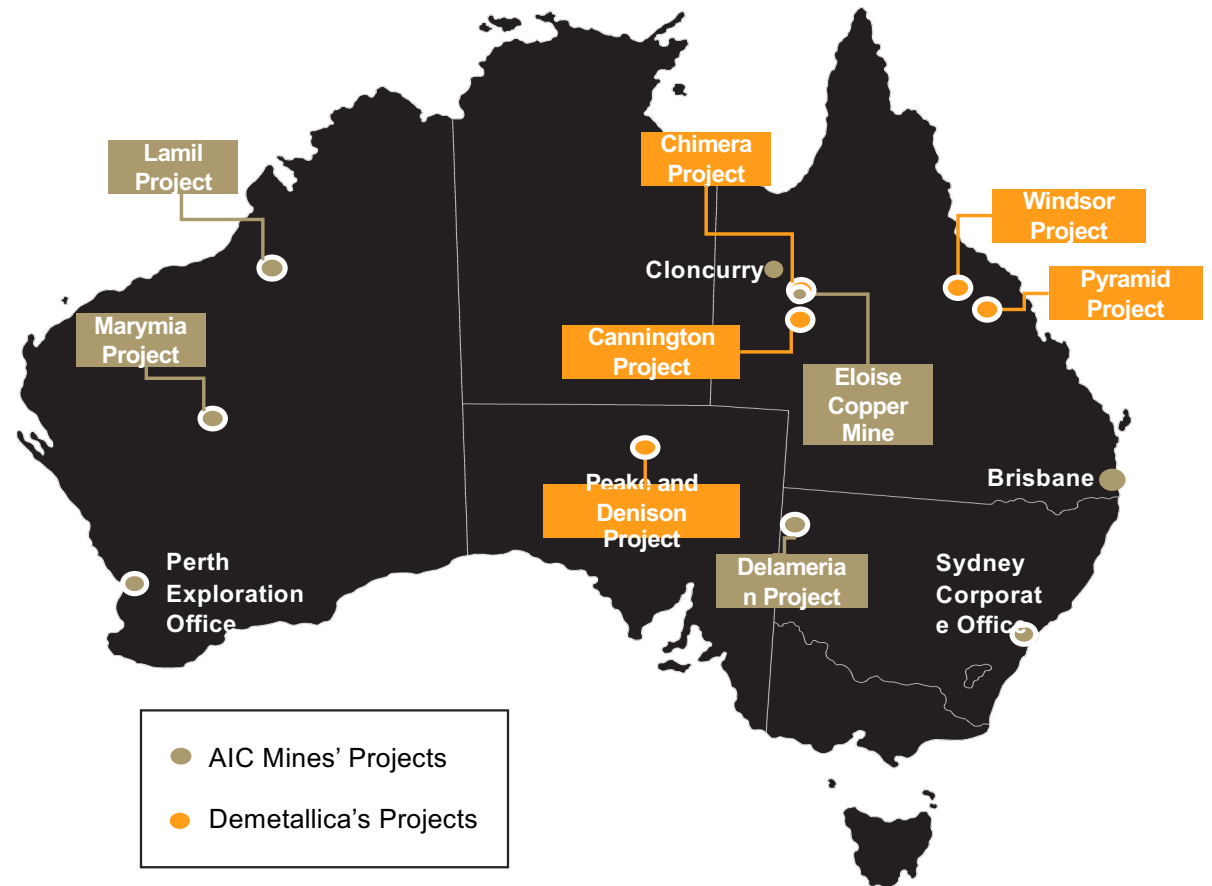 Lamil
Project
Chimera
Project
Windsor
Project
Cloncurry
Pyramid
Project
Marymia
Project
Cannington
Project
Eloise
Copper
Mine
Brisbane
Peake and
Denison
Project
Perth
Exploration
Office
Delameria
n Project
Sydney
Corporat
e Office
AIC Mines’ Projects
Demetallica’s Projects